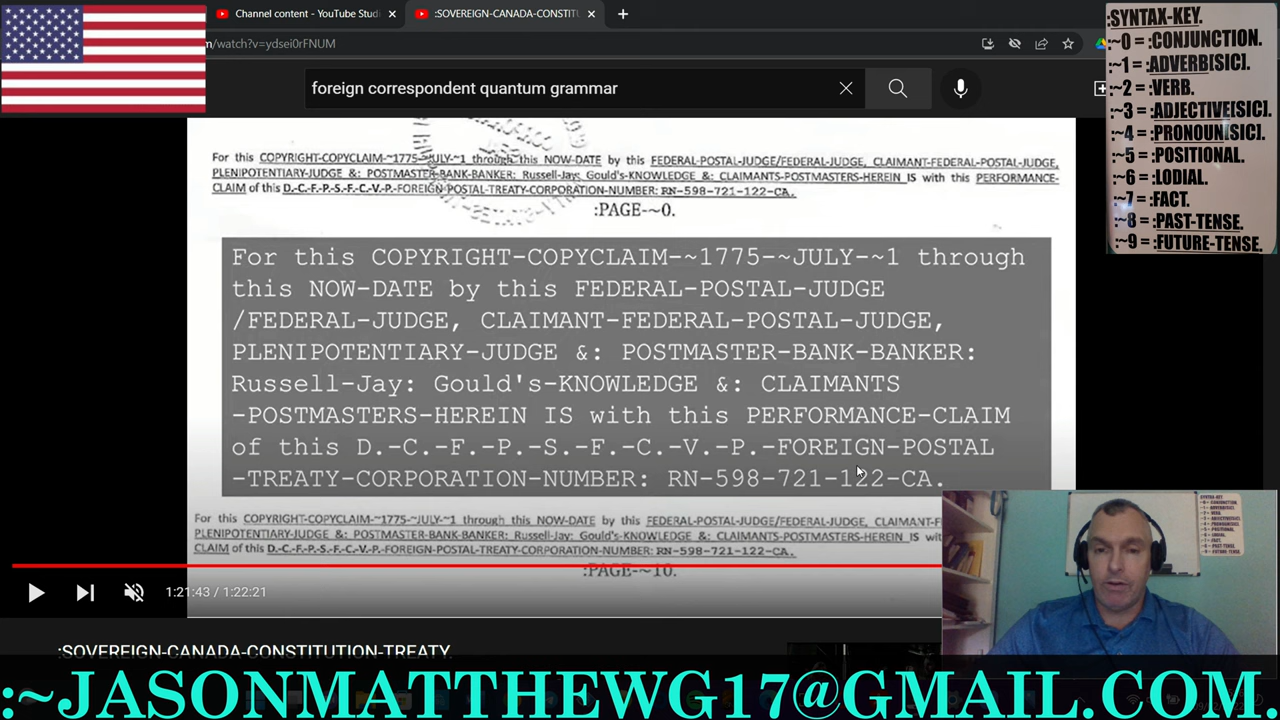 Channel content - YouTube Studi
:SOVEREIGN-CANADA-CONSTITU
m/watch?v=ydsei0rFNUM
foreign correspondent quantum grammar
:SYNTAX-KEY.
:~0 = :CONJUNCTION.
:~1 = :ADVERB[SIC].
:~2 = :VERB.
:~3 = :ADJECTIVE[SIC].
:~4 = :PRONOUN[SIC].
:~5 = :POSITIONAL.
:~6 = :LODIAL.
:~7 = :FACT.
:~8 = :PAST-TENSE.
:~9 = :FUTURE-TENSE.
For this COPYRIGHT-COPYCLAIM-~1775-~JULY-~1 through this NOW-DATE by this FEDERAL-POSTAL-JUDGE/FEDERAL-JUDGE, CLAIMANT-FEDERAL-POSTAL-JUDGE,
PLENIPOTENTIARY-JUDGE &: POSTMASTER-BANK-BANKER: Russell-Jay: Gould's-KNOWLEDGE &: CLAIMANTS-POSTMASTERS-HEREIN IS with this PERFORMANCE-
CLAIM of this D.-C.-F.-P.-S.-F.-C.-V.-P.-FOREIGN-POSTAL-TREATY-CORPORATION-NUMBER: RN-598-721-122-CA.
:PAGE-~0.
For this COPYRIGHT-COPYCLAIM-~1775-~JULY-~1 through
this NOW-DATE by this FEDERAL-POSTAL-JUDGE
/FEDERAL-JUDGE, CLAIMANT-FEDERAL-POSTAL-JUDGE,
PLENIPOTENTIARY-JUDGE &: POSTMASTER-BANK-BANKER:
Russell-Jay: Gould's-KNOWLEDGE &: CLAIMANTS
-POSTMASTERS-HEREIN IS with this PERFORMANCE-CLAIM
of this D.-C.-F.-P.-S.-F.-C.-V.-P.-FOREIGN-POSTAL
-TREATY-CORPORATION-NUMBER: RN-598-721-122-CA.
For this COPYRIGHT-COPYCLAIM-~1775-~JULY-~1 through this NOW-DATE by this FEDERAL-POSTAL-JUDGE/FEDERAL-JUDGE, CLAIMANT-F
PLENIPOTENTIARY-JUDGE &: POSTMASTER-BANK-BANKER: Russell-Jay: Gould's-KNOWLEDGE &: CLAIMANTS-POSTMASTERS-HEREIN IS wit
CLAIM of this D.-C.-F.-P.-S.-F.-C.-V.-P.-FOREIGN-POSTAL-TREATY-CORPORATION-NUMBER: RN-598-721-122-CA.
:PAGE-~10.
1:21:43 / 1:22:21
:SOVEREIGN-CANADA-CONSTITUTION-TREATY.
:~JASONMATTHEWG17@GMAIL.COM.